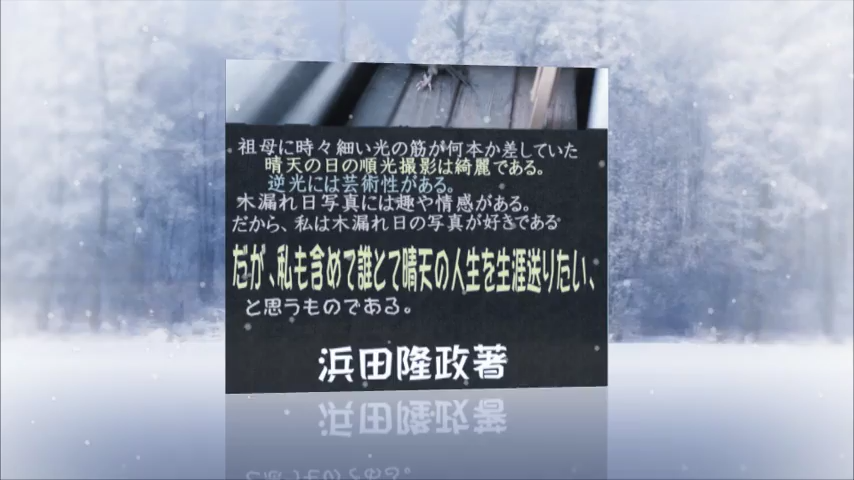 祖母に時々細い光の筋が何本か差していた
晴天の日の順光撮影は綺麗である。
逆光には芸術性がある。
木漏れ日写真には趣や情感がある。
だから、私は木漏れ日の写真が好きである
だが、私も含めて誰とて晴天の人生を生涯送りたい、
と思うものである。
浜田隆政著